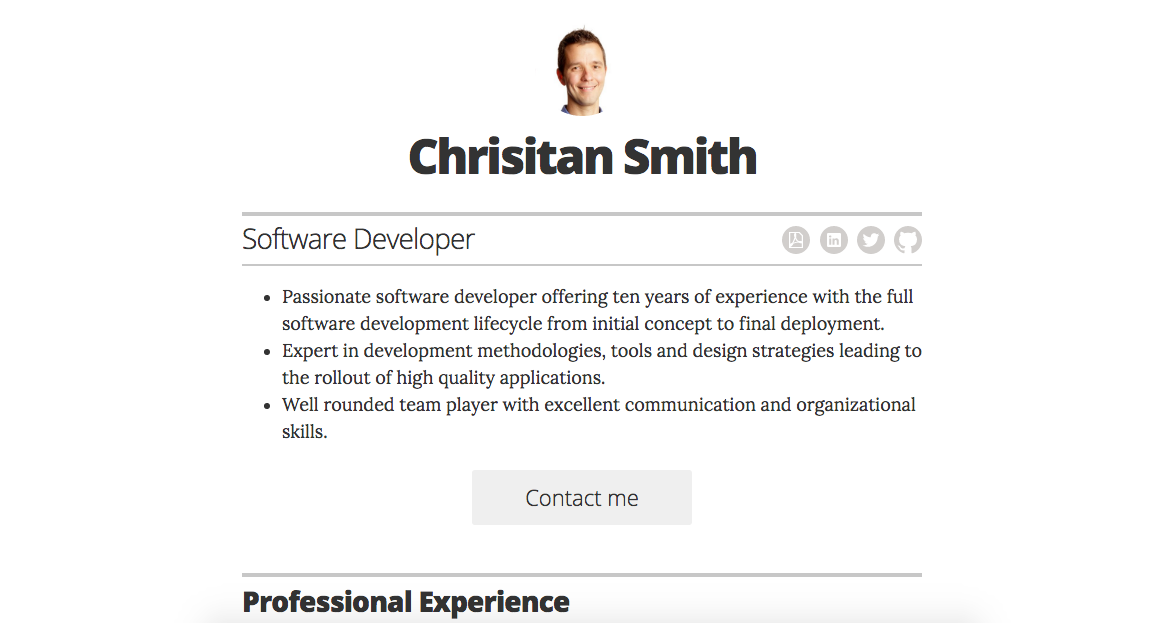 Chrisitan Smith
Software Developer
Passionate software developer offering ten years of experience with the full
software development lifecycle from initial concept to final deployment.
Expert in development methodologies, tools and design strategies leading to
the rollout of high quality applications.
Well rounded team player with excellent communication and organizational
skills.
Contact me
Professional Experience